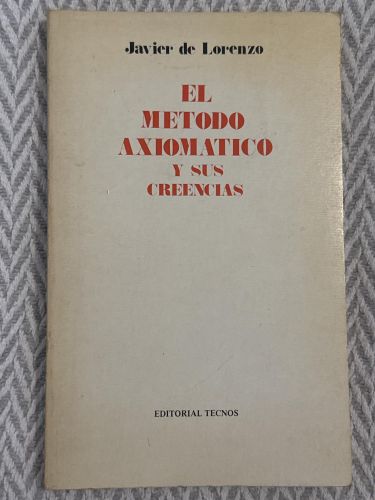 Javier de Lorenzo
EL
METODO
AXIOMATICO
Y SUS
CREENCIAS
EDITORIAL TECNOS